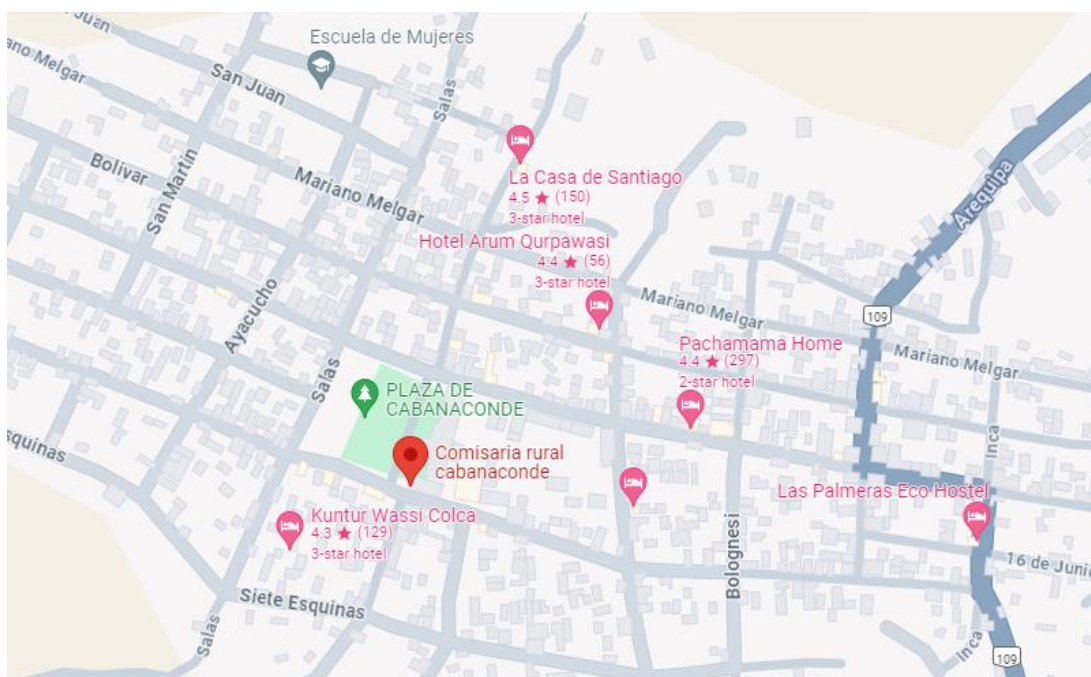 Juan
Escuela de Mujeres
Mariano Melgar
San Juan
Salas
Bolivar
San Martín
Mariano Melgar
La Casa de Santiago
4.5 ★ (150)
3-star hotel
Arequipa
Hotel Arum Qurpawasi
4.4 ★ (56)
3-star hotel
Mariano Melgar
109
Ayacucho
Pachamama Home
4.4 ★ (297)
2-star hotel
Mariano Melgar
Salas
PLAZA DE
CABANACONDE
Esquinas
Comisaria rural
cabanaconde
Inca
Las Palmeras Eco Hostel
Kuntur Wassi Colca
4.3 ★ (129)
3-star hotel
Bolognesi
16 de Junio
Siete Esquinas
Salas
Inca
109